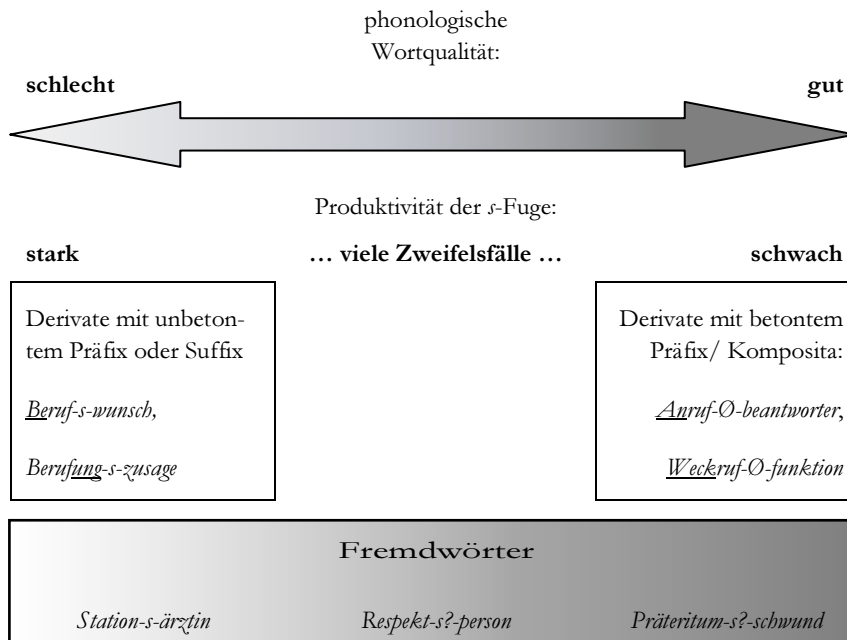 phonologische
Wortqualität:
schlecht
gut
Produktivität der s-Fuge:
stark
… viele Zweifelsfälle …
schwach
Derivate mit unbeton-
tem Präfix oder Suffix
Beruf-s-wunsch,
Berufung-s-zusage
Derivate mit betontem
Präfix/ Komposita:
Anruf-Ø-beantworter,
Weckruf-Ø-funktion
Fremdwörter
Station-s-ärztin
Respekt-s?-person
Präteritum-s?-schwund